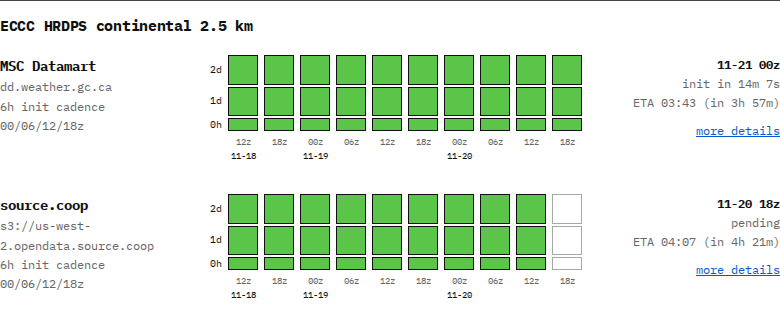 ECCC HRDPS continental 2.5 km
MSC Datamart
dd.weather.gc.ca
6h init cadence
00/06/12/18z
2d
1d
0h
12z 18z 00z 06z 12z 18z 00z 06z 12z 18z
11-18 11-19 11-20
11-21 00z
init in 14m 7s
ETA 03:43 (in 3h 57m)
more details
source.coop
s3://us-west-
2.opendata.source.coop
6h init cadence
00/06/12/18z
2d
1d
0h
12z 18z 00z 06z 12z 18z 00z 06z 12z 18z
11-18 11-19 11-20
11-20 18z
pending
ETA 04:07 (in 4h 21m)
more details